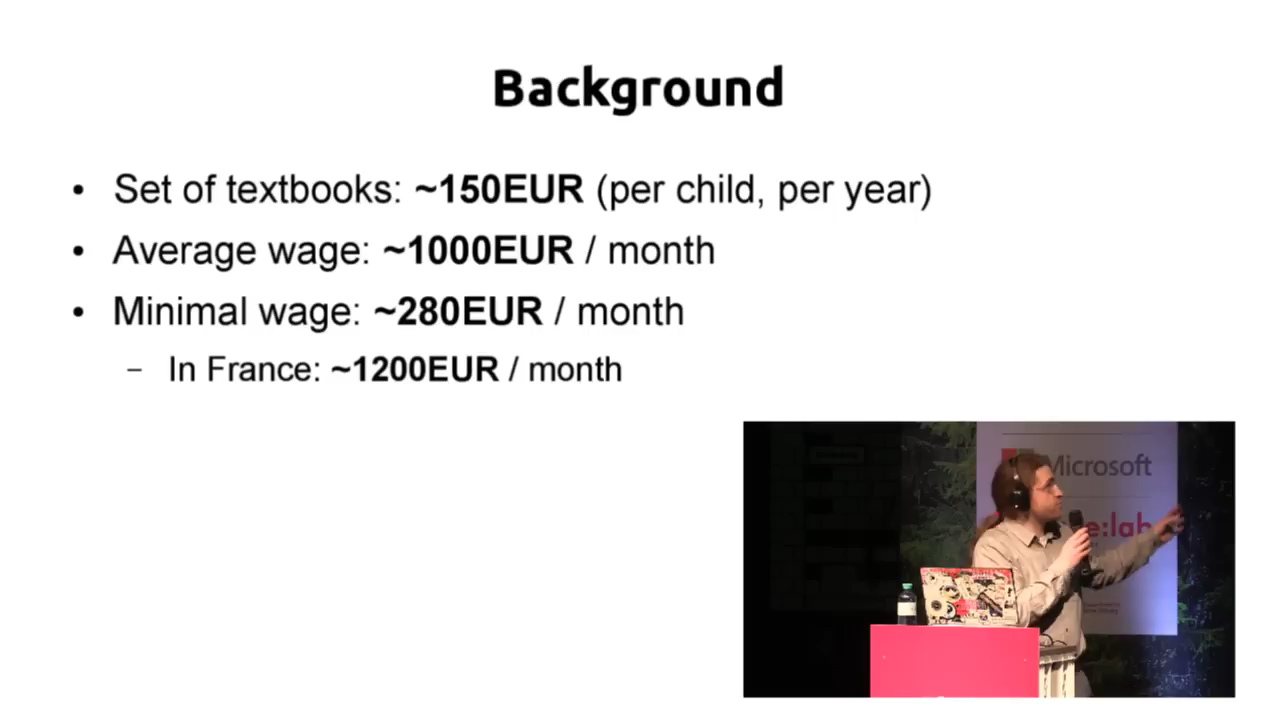 Background
• Set of textbooks: ~150EUR (per child, per year)
• Average wage: ~1000EUR / month
• Minimal wage: ~280EUR / month
– In France: ~1200EUR / month
Microsoft
e:lab